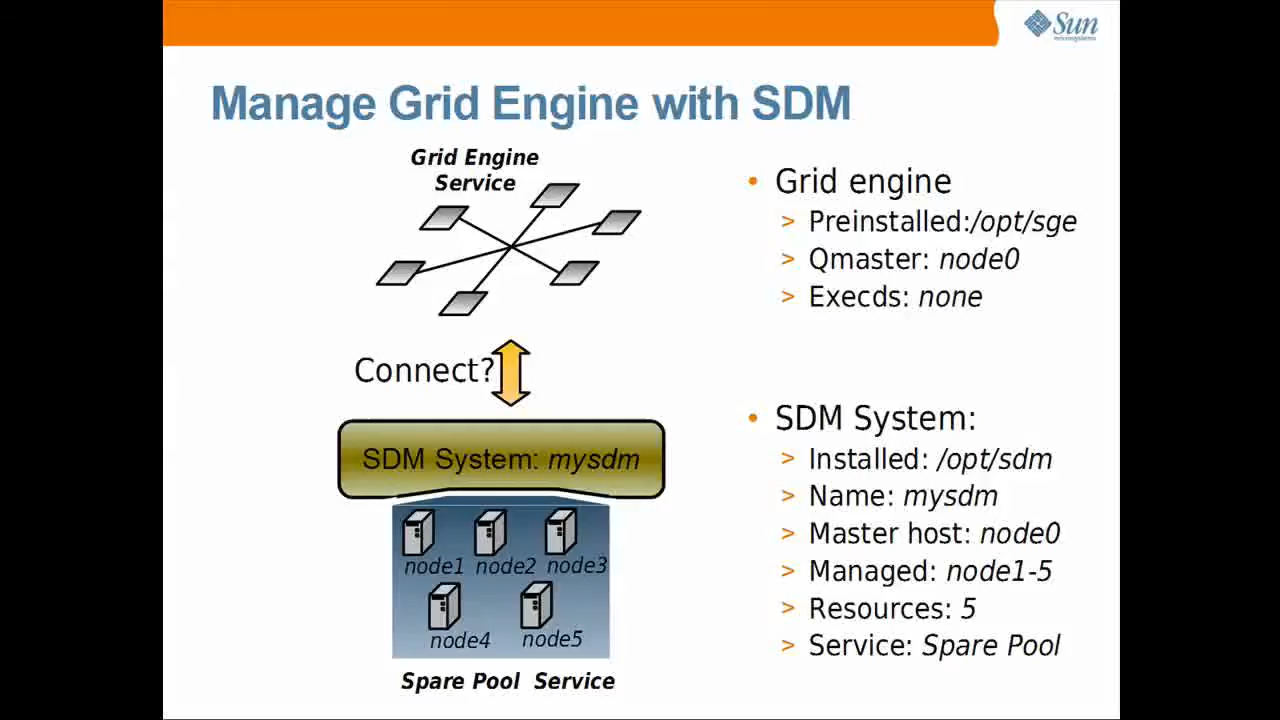 Sun
microsystems
Manage Grid Engine with SDM
Grid Engine
Service
Connect?
SDM System: mysdm
node1 node2 node3
node4 node5
Spare Pool Service
• Grid engine
> Preinstalled:/opt/sge
> Qmaster: node0
> Execds: none
• SDM System:
> Installed: /opt/sdm
> Name: mysdm
> Master host: node0
> Managed: node1-5
> Resources: 5
> Service: Spare Pool